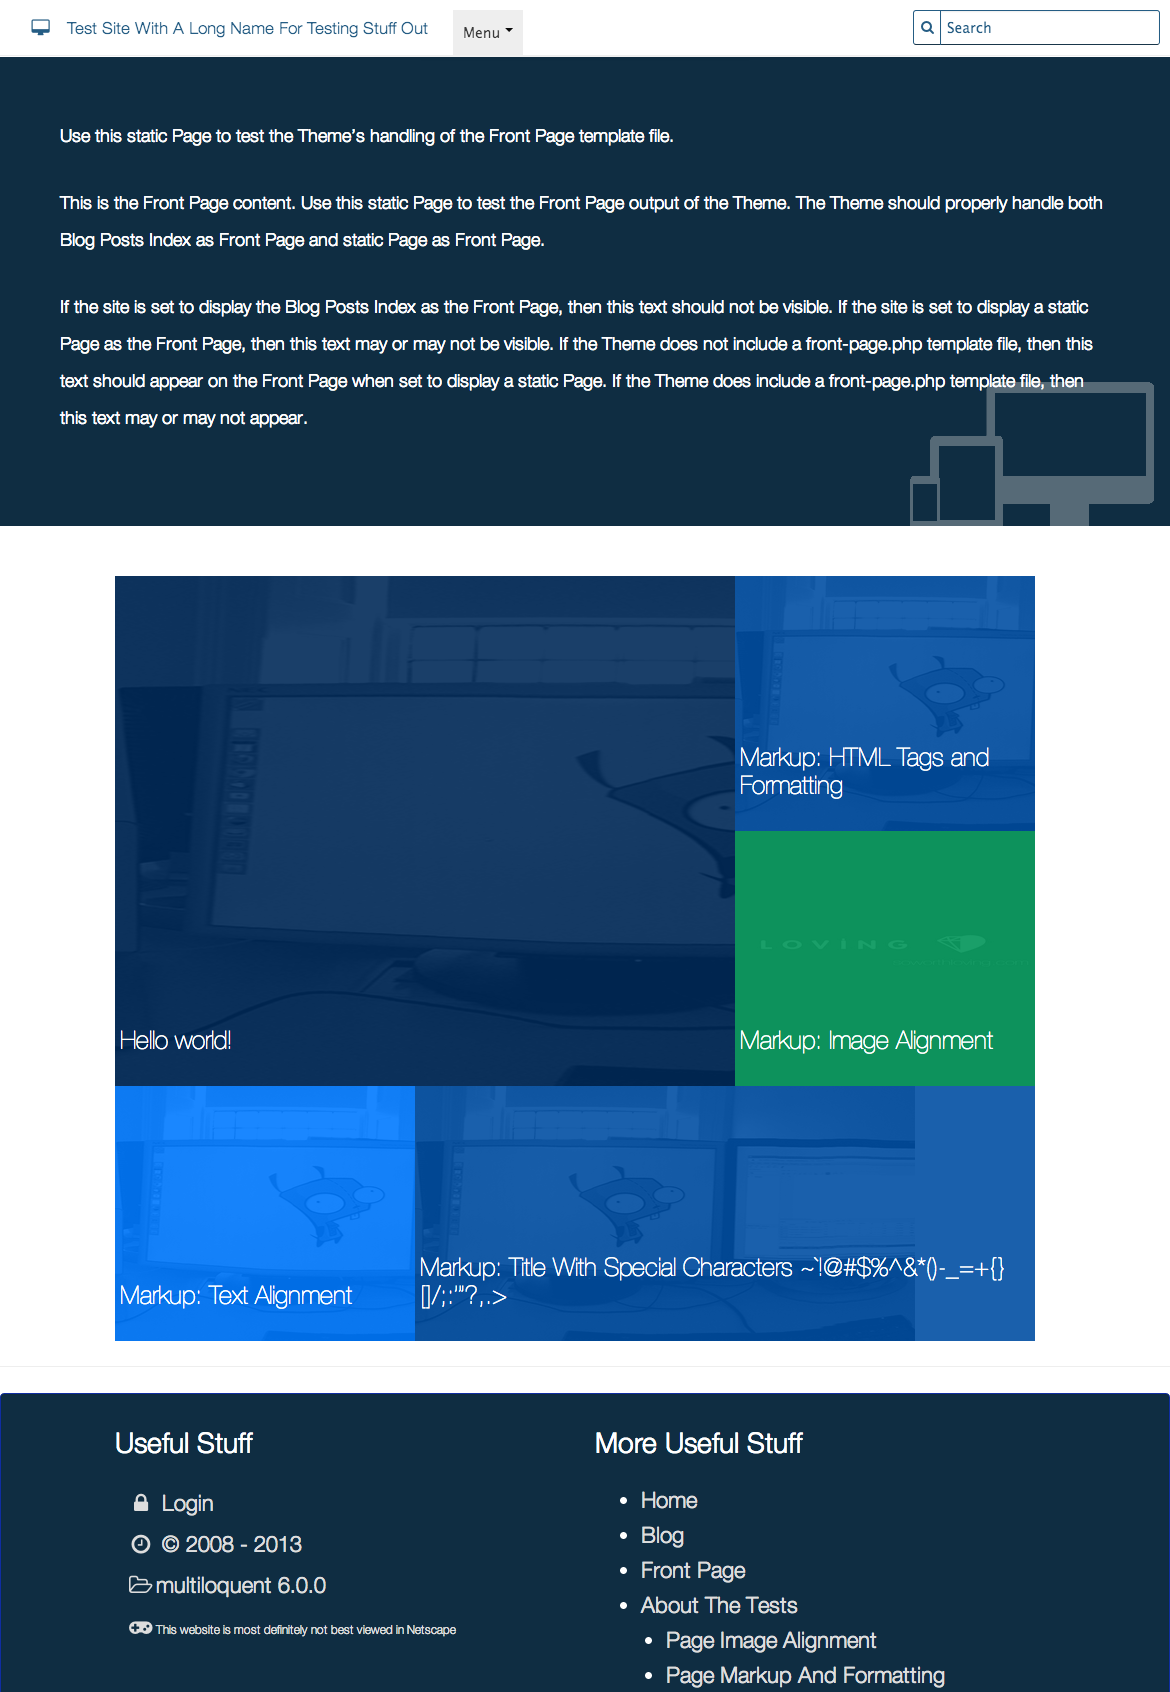 Test Site With A Long Name For Testing Stuff Out
Menu
Search
Use this static Page to test the Theme’s handling of the Front Page template file.
This is the Front Page content. Use this static Page to test the Front Page output of the Theme. The Theme should properly handle both
Blog Posts Index as Front Page and static Page as Front Page.
If the site is set to display the Blog Posts Index as the Front Page, then this text should not be visible. If the site is set to display a static
Page as the Front Page, then this text may or may not be visible. If the Theme does not include a front-page.php template file, then this
text should appear on the Front Page when set to display a static Page. If the Theme does include a front-page.php template file, then
this text may or may not appear.
Markup: HTML Tags and
Formatting
LOVING
Hello world!
Markup: Image Alignment
Markup: Text Alignment
Markup: Title With Special Characters ~`!@#$%^&*()-_=+{}
[]/;:'"?,.>
Useful Stuff
Login
© 2008 - 2013
multiloquent 6.0.0
This website is most definitely not best viewed in Netscape
More Useful Stuff
Home
Blog
Front Page
About The Tests
Page Image Alignment
Page Markup And Formatting